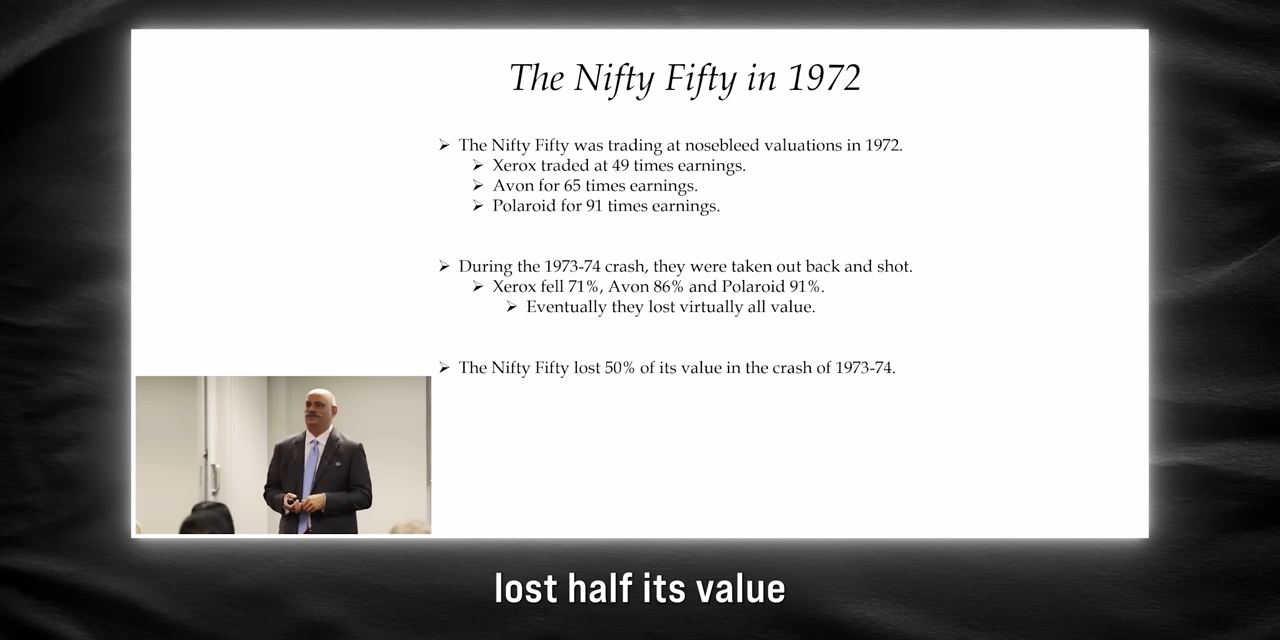 The Nifty Fifty in 1972
➢ The Nifty Fifty was trading at nosebleed valuations in 1972.
➢ Xerox traded at 49 times earnings.
➢ Avon for 65 times earnings.
➢ Polaroid for 91 times earnings.
➢ During the 1973-74 crash, they were taken out back and shot.
➢ Xerox fell 71%, Avon 86% and Polaroid 91%.
➢ Eventually they lost virtually all value.
➢ The Nifty Fifty lost 50% of its value in the crash of 1973-74.
lost half its value